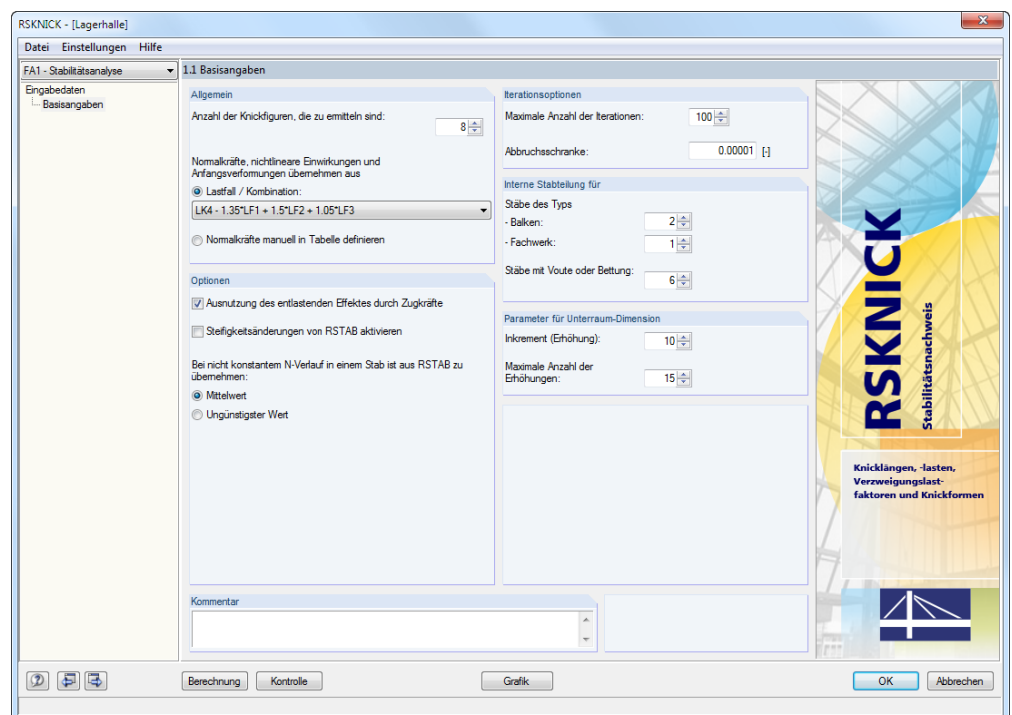 RSKNICK - [Lagerhalle]
Datei Einstellungen Hilfe
FA1 - Stabilitätsanalyse
1.1 Basisangaben
Eingabedaten
Basisangaben
Allgemein
Anzahl der Knickfiguren, die zu ermitteln sind:
8
Normalkräfte, nichtlineare Einwirkungen und
Anfangsverformungen übernehmen aus
Lastfall / Kombination:
LK4 - 1.35*LF1 + 1.5*LF2 + 1.05*LF3
Normalkräfte manuell in Tabelle definieren
Optionen
Ausnutzung des entlastenden Effektes durch Zugkräfte
Steifigkeitsänderungen von RSTAB aktivieren
Bei nicht konstantem N-Verlauf in einem Stab ist aus RSTAB zu
übernehmen:
Mittelwert
Ungünstigster Wert
Iterationsoptionen
Maximale Anzahl der Iterationen: 100
Abbruchsschranke: 0.00001 [-]
Interne Stabteilung für
Stäbe des Typs
- Balken: 2
- Fachwerk: 1
Stäbe mit Voute oder Bettung: 6
Parameter für Unterraum-Dimension
Inkrement (Erhöhung): 10
Maximale Anzahl der
Erhöhungen: 15
Kommentar
RSKNICK
Stabilitätsnachweis
Knicklängen, -lasten,
Verzweigungslast-
faktoren und Knickformen
Berechnung Kontrolle Grafik OK Abbrechen